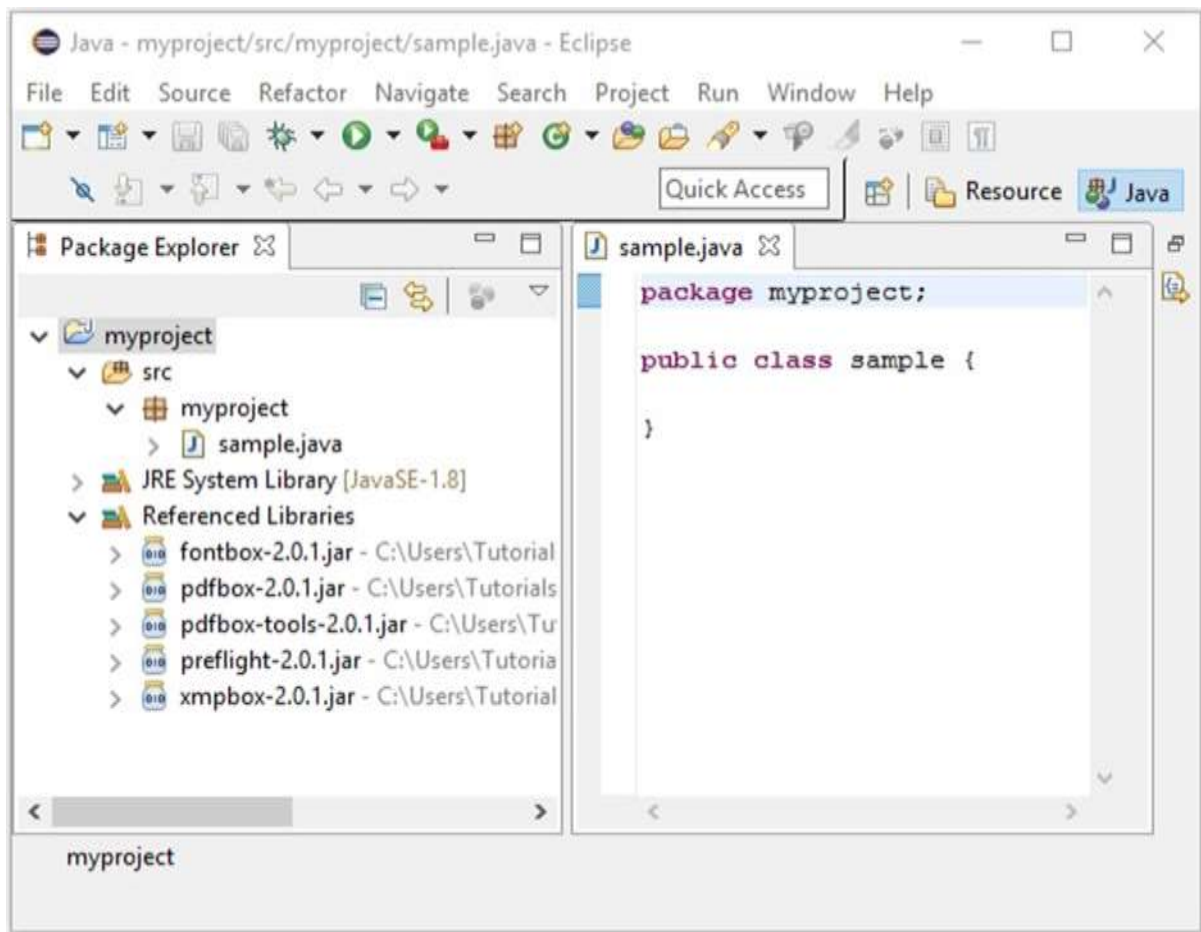 Java - myproject/src/myproject/sample.java - Eclipse
File Edit Source Refactor Navigate Search Project Run Window Help
Quick Access Resource Java
Package Explorer
myproject
src
myproject
sample.java
JRE System Library [JavaSE-1.8]
Referenced Libraries
fontbox-2.0.1.jar - C:\Users\Tutorial
pdfbox-2.0.1.jar - C:\Users\Tutorials
pdfbox-tools-2.0.1.jar - C:\Users\Tu
preflight-2.0.1.jar - C:\Users\Tutoria
xmpbox-2.0.1.jar - C:\Users\Tutorial
sample.java
package myproject;
public class sample {
}
myproject